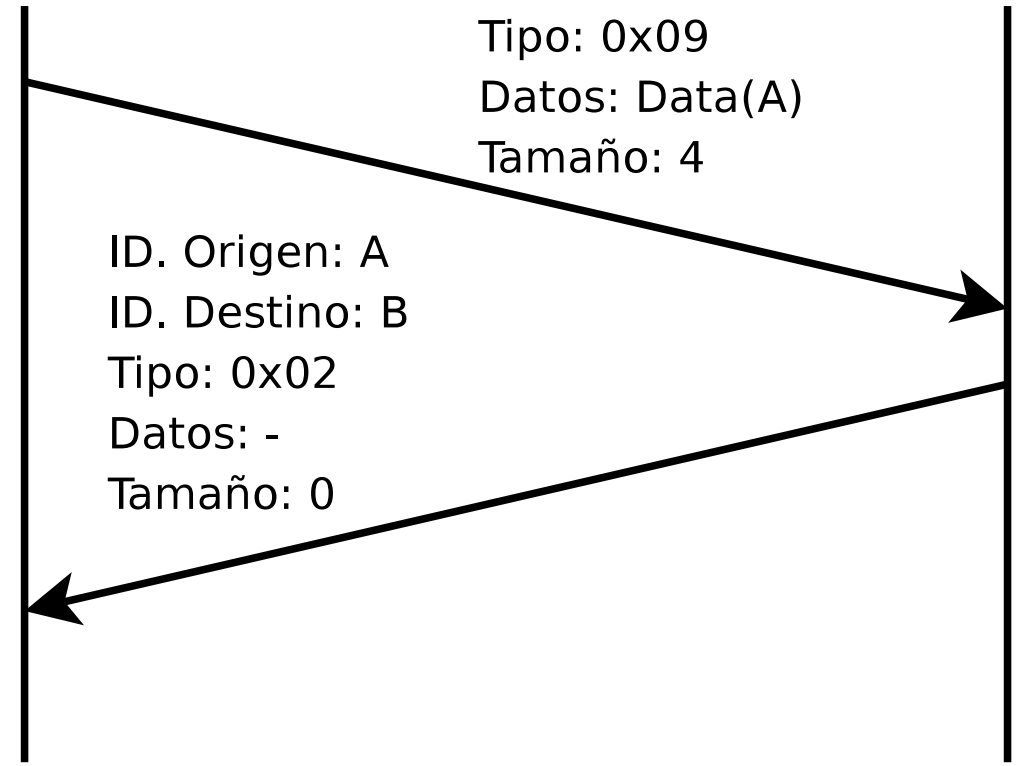 Tipo: 0x09
Datos: Data(A)
Tamaño: 4
ID. Origen: A
ID. Destino: B
Tipo: 0x02
Datos: -
Tamaño: 0